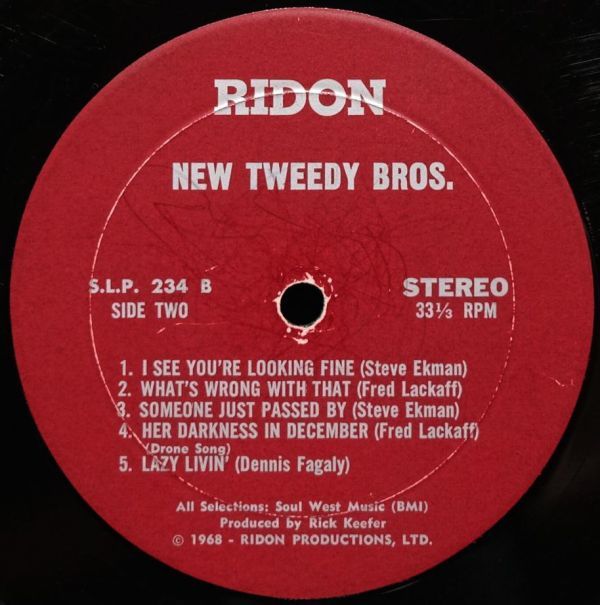 RIDON
NEW TWEEDY BROS.
S.L.P. 234 B
SIDE TWO
STEREO
33⅓ RPM
1. I SEE YOU'RE LOOKING FINE (Steve Ekman)
2. WHAT'S WRONG WITH THAT (Fred Lackaff)
3. SOMEONE JUST PASSED BY (Steve Ekman)
4. HER DARKNESS IN DECEMBER (Fred Lackaff)
(Drone Song)
5. LAZY LIVIN' (Dennis Fagaly)
All Selections: Soul West Music (BMI)
Produced by Rick Keefer
© 1968 - RIDON PRODUCTIONS, LTD.